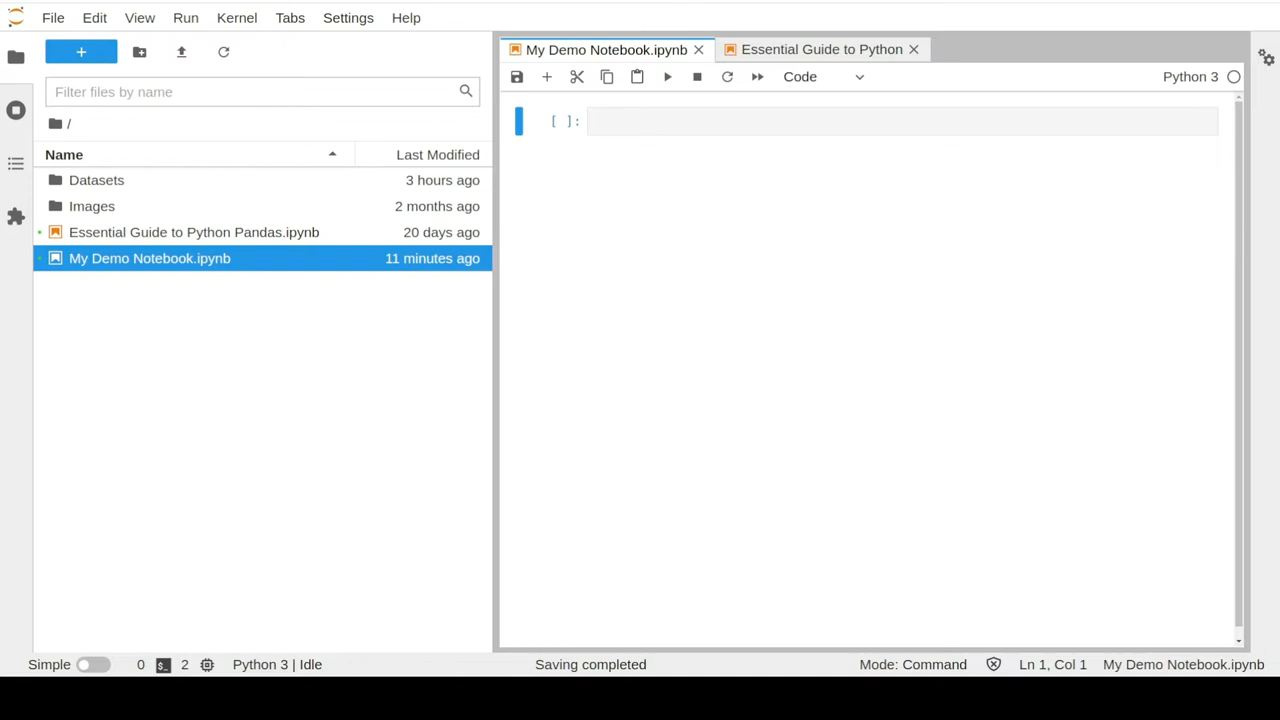 File Edit View Run Kernel Tabs Settings Help
Filter files by name
/
Name Last Modified
Datasets 3 hours ago
Images 2 months ago
Essential Guide to Python Pandas.ipynb 20 days ago
My Demo Notebook.ipynb 11 minutes ago
My Demo Notebook.ipynb Essential Guide to Python
Code Python 3
[ ]:
Simple 0 $_ 2 Python 3 | Idle Saving completed Mode: Command Ln 1, Col 1 My Demo Notebook.ipynb